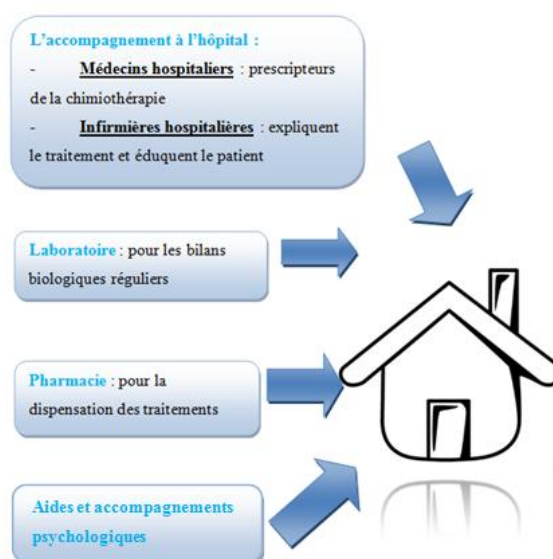 L'accompagnement à l'hôpital :
- Médecins hospitaliers : prescripteurs
de la chimiothérapie
- Infirmières hospitalières : expliquent
le traitement et éduquent le patient
Laboratoire : pour les bilans
biologiques réguliers
Pharmacie : pour la
dispensation des traitements
Aides et accompagnements
psychologiques